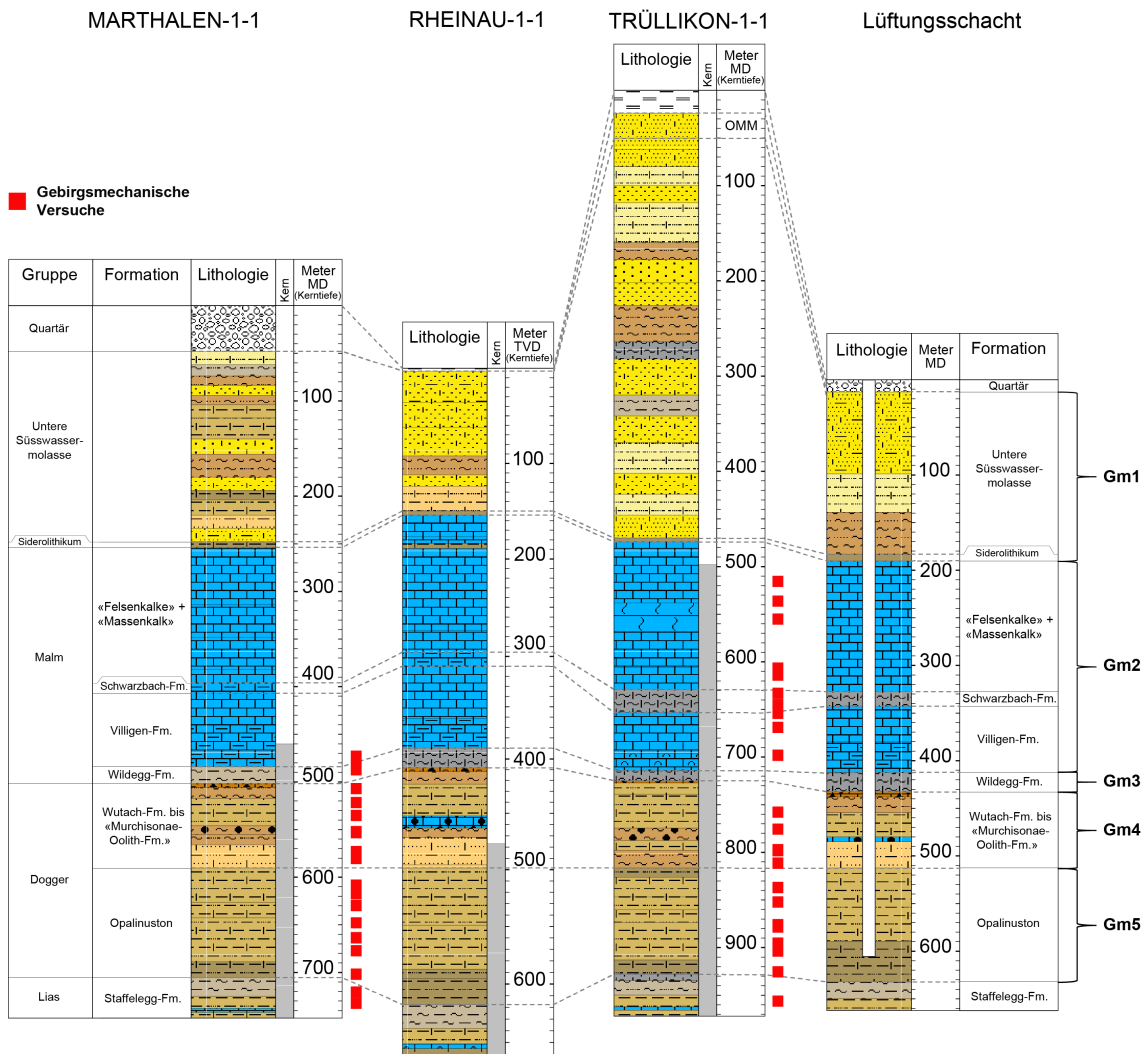 MARTHALEN-1-1
RHEINAU-1-1
TRÜLLIKON-1-1
Lüftungsschacht
Gebirgsmechanische
Versuche
Gruppe
Formation
Lithologie
Kern
Meter
MD
(Kerntiefe)
Quartär
Untere
Süsswasser-
molasse
Siderolithikum
Malm
«Felsenkalke» +
«Massenkalk»
Schwarzbach-Fm.
Villigen-Fm.
Wildegg-Fm.
Dogger
Wutach-Fm. bis
«Murchisonae-
Oolith-Fm.»
Opalinuston
Lias
Staffelegg-Fm.
100
200
300
400
500
600
700
Lithologie
Kern
Meter
TVD
(Kerntiefe)
100
200
300
400
500
600
Lithologie
Kern
Meter
MD
(Kerntiefe)
OMM
100
200
300
400
500
600
700
800
900
Lithologie
Meter
MD
Formation
100
200
300
400
500
600
Quartär
Untere
Süsswasser-
molasse
Siderolithikum
«Felsenkalke» +
«Massenkalk»
Schwarzbach-Fm.
Villigen-Fm.
Wildegg-Fm.
Wutach-Fm. bis
«Murchisonae-
Oolith-Fm.»
Opalinuston
Staffelegg-Fm.
Gm1
Gm2
Gm3
Gm4
Gm5